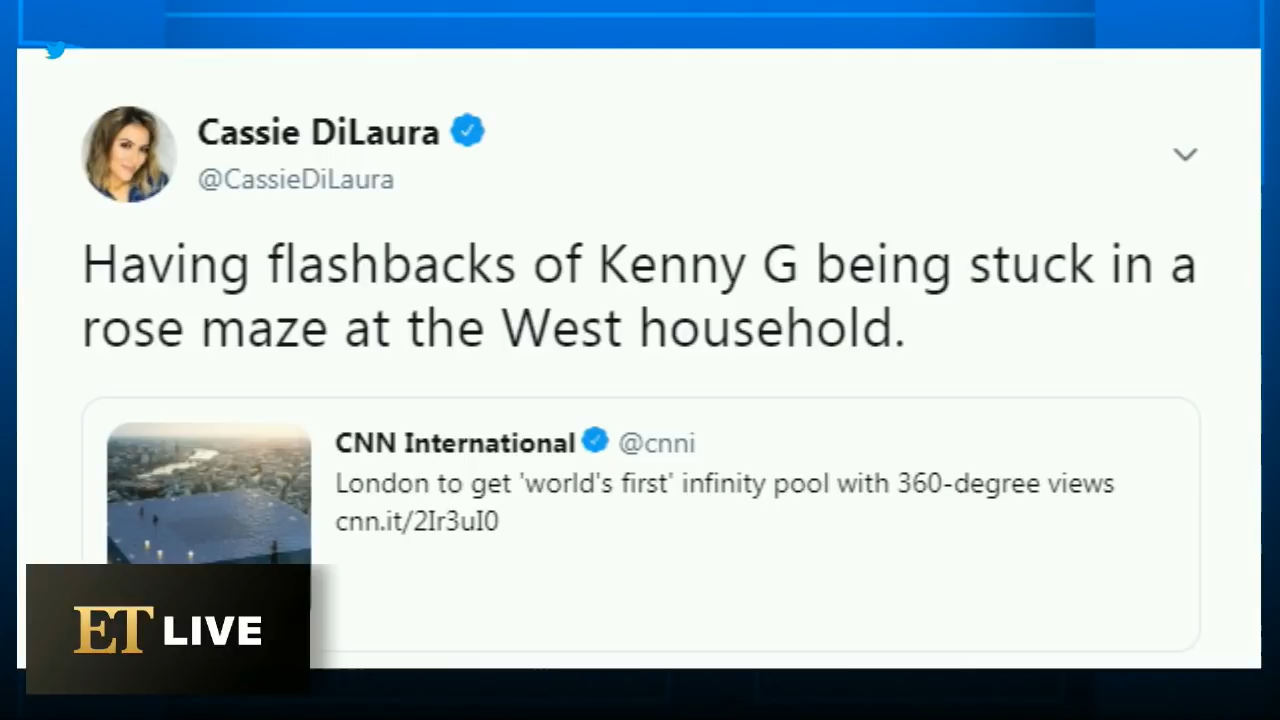 Cassie DiLaura
@CassieDiLaura
Having flashbacks of Kenny G being stuck in a
rose maze at the West household.
CNN International @cnni
London to get 'world's first' infinity pool with 360-degree views
cnn.it/2Ir3uI0
ET LIVE